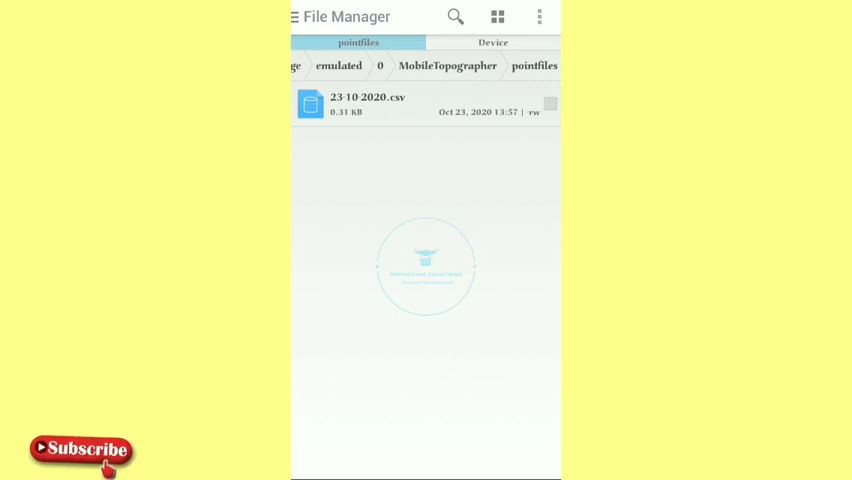 File Manager
pointfiles
Device
ge
emulated
0
MobileTopographer
pointfiles
23-10-2020.csv
0.31 KB
Oct 23, 2020 13:57 | -rw
Subscribe